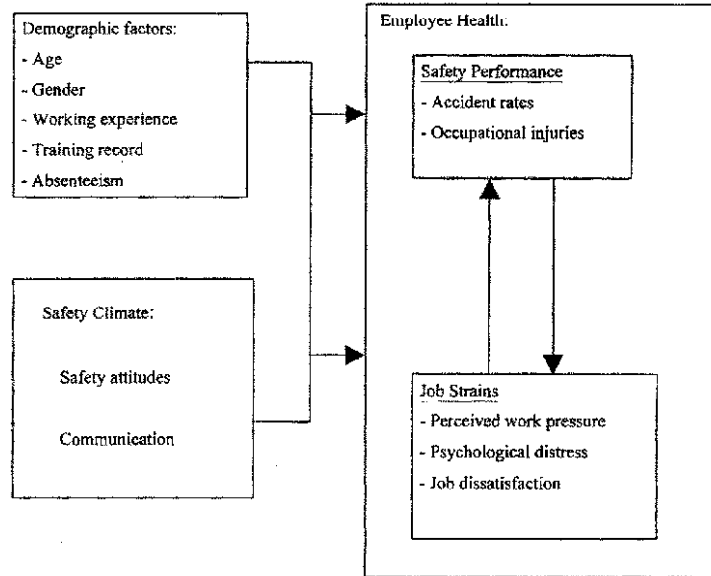 Demographic factors:
- Age
- Gender
- Working experience
- Training record
- Absenteeism
Safety Climate:
Safety attitudes
Communication
Employee Health:
Safety Performance
- Accident rates
- Occupational injuries
Job Strains
- Perceived work pressure
- Psychological distress
- Job dissatisfaction